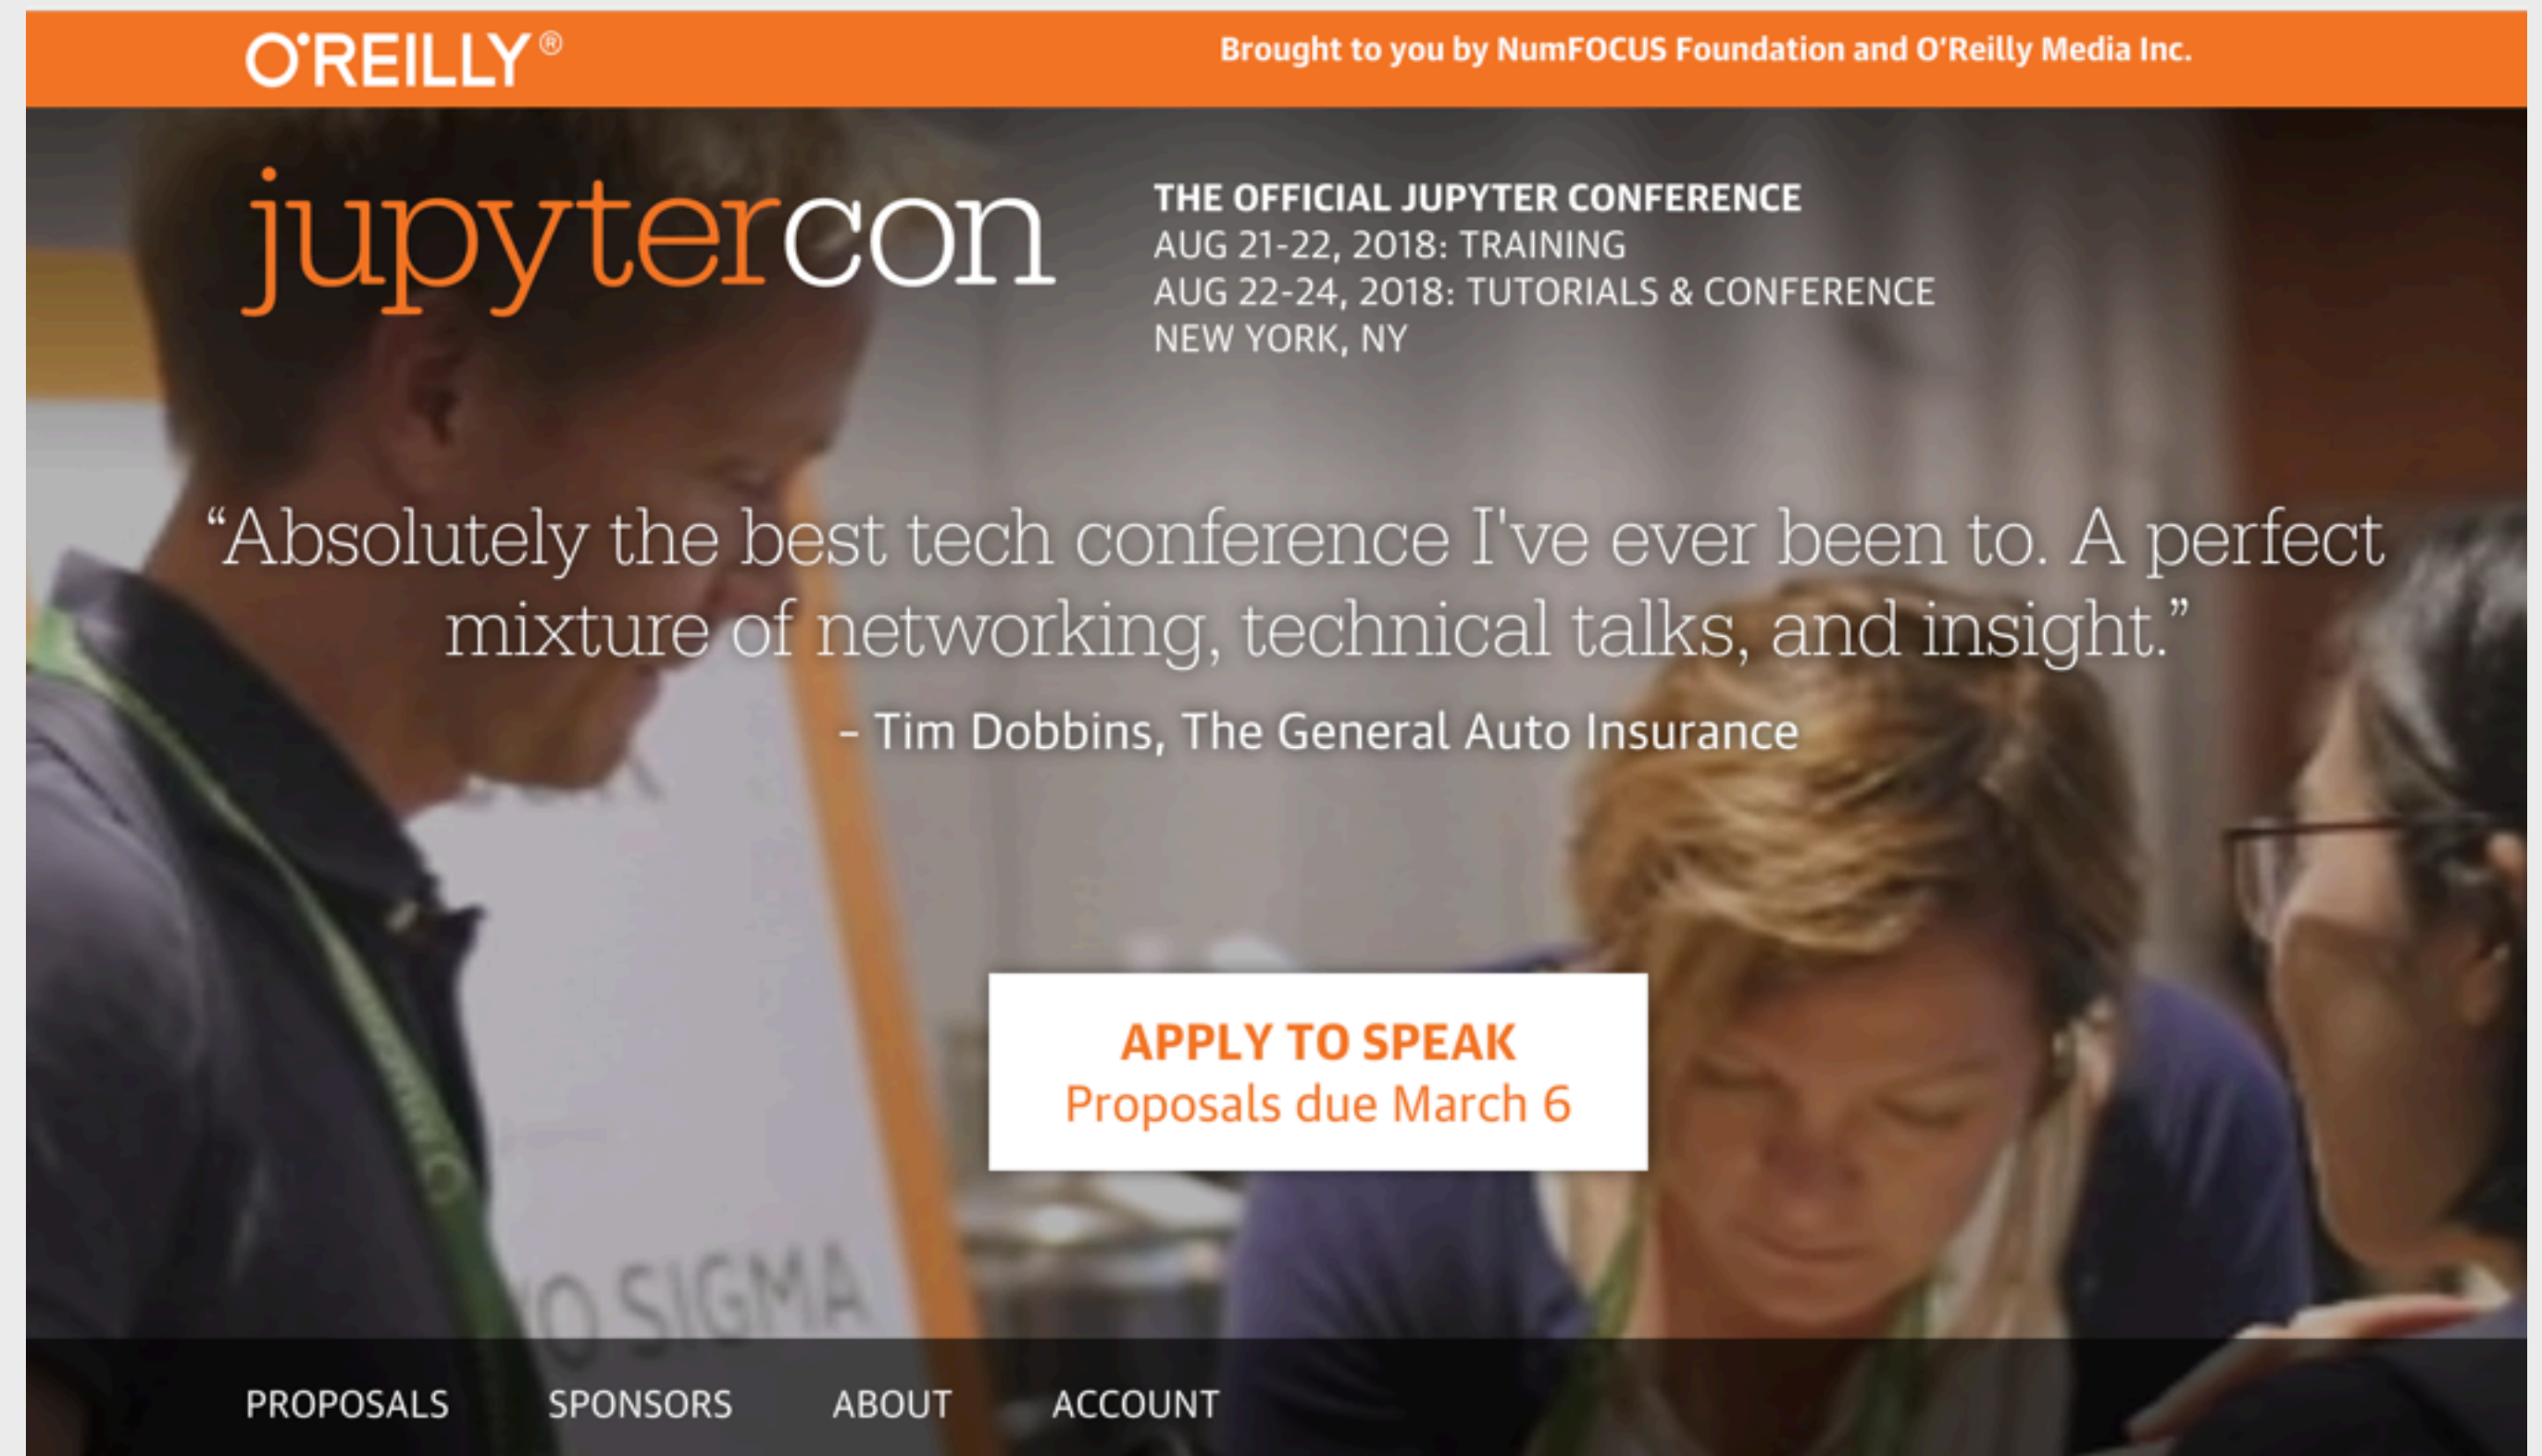 O'REILLY®
Brought to you by NumFOCUS Foundation and O'Reilly Media Inc.
jupytercon
THE OFFICIAL JUPYTER CONFERENCE
AUG 21-22, 2018: TRAINING
AUG 22-24, 2018: TUTORIALS & CONFERENCE
NEW YORK, NY
“Absolutely the best tech conference I've ever been to. A perfect
mixture of networking, technical talks, and insight.”
– Tim Dobbins, The General Auto Insurance
APPLY TO SPEAK
Proposals due March 6
SIGMA
PROPOSALS
SPONSORS
ABOUT
ACCOUNT